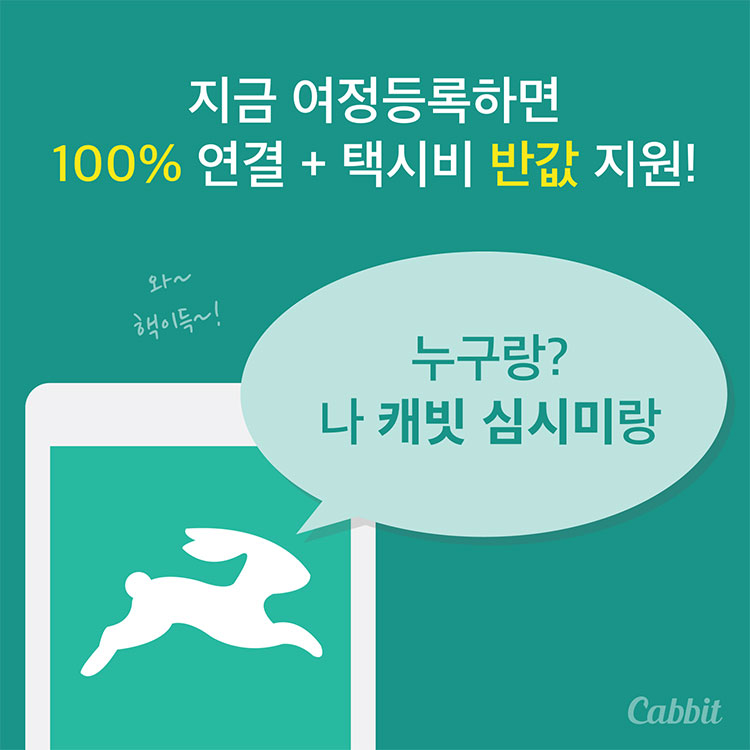 지금 여정등록하면
100% 연결 + 택시비 반값 지원!
와~
핵이득~!
누구랑?
나 캐빗 심시미랑
Cabbit